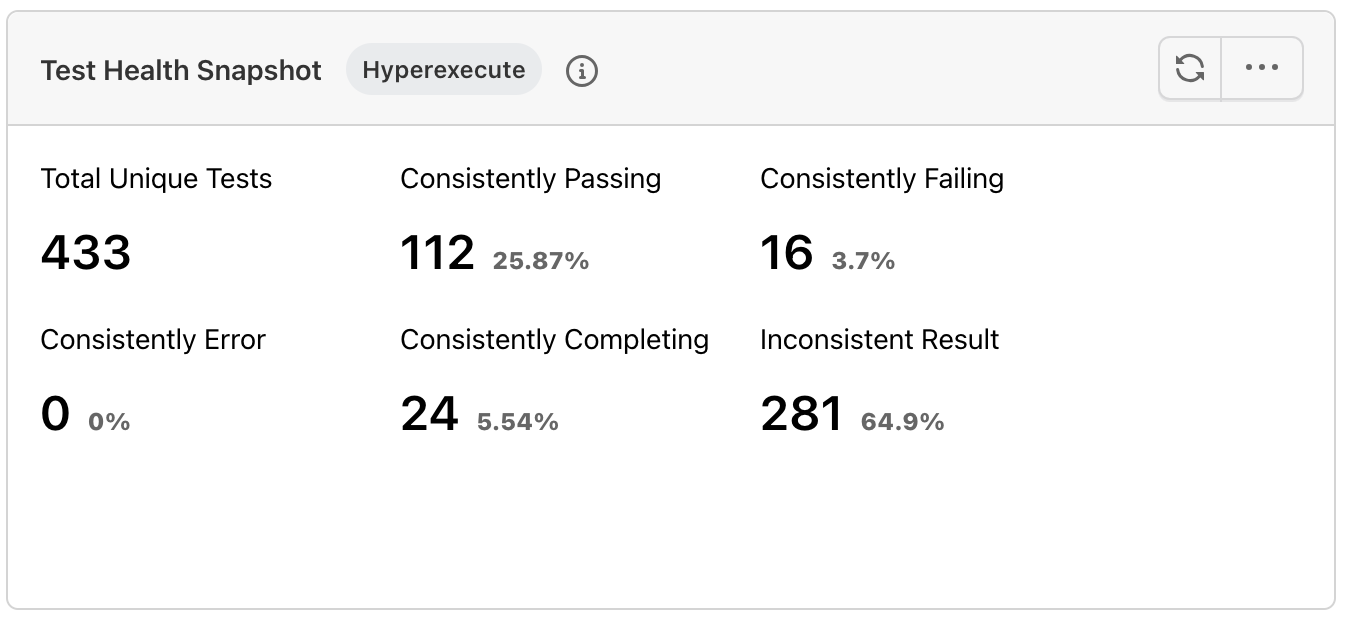 Test Health Snapshot Hyperexecute
Total Unique Tests Consistently Passing Consistently Failing
433 112 25.87% 16 3.7%
Consistently Error Consistently Completing Inconsistent Result
0 0% 24 5.54% 281 64.9%